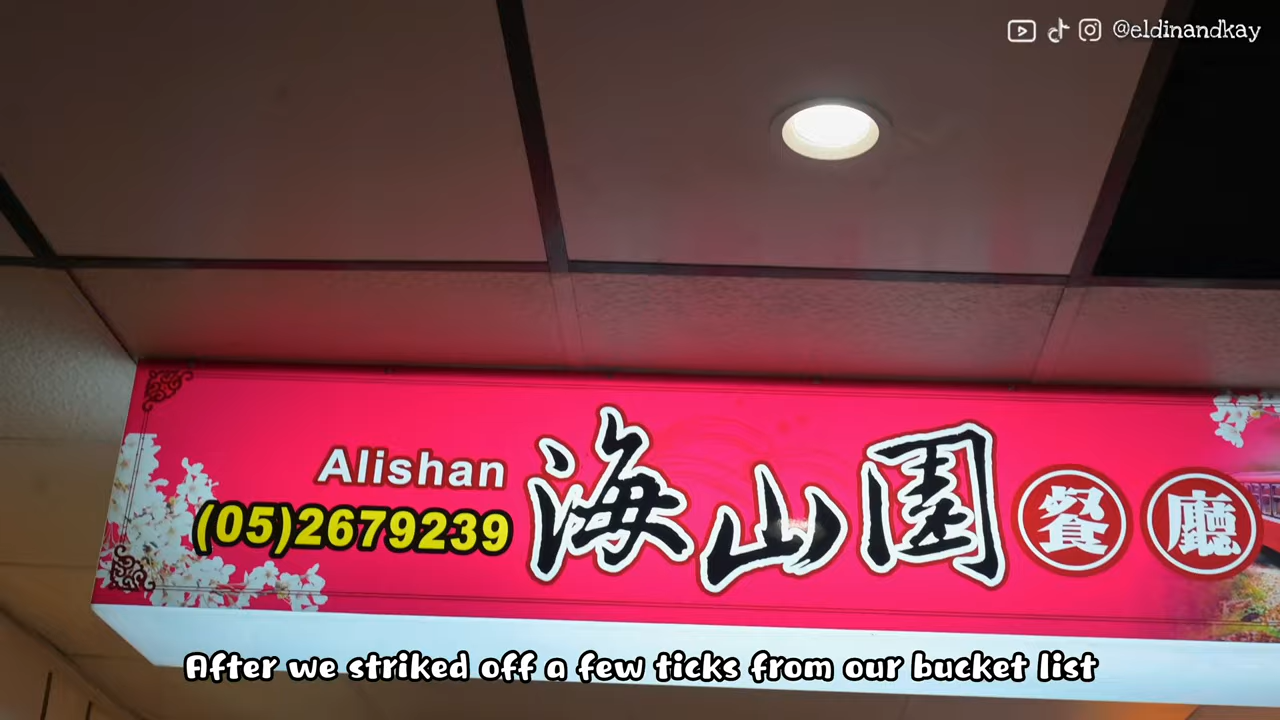 @eldinandkay
Alishan
(05)2679239
海山園餐廳
After we striked off a few ticks from our bucket list